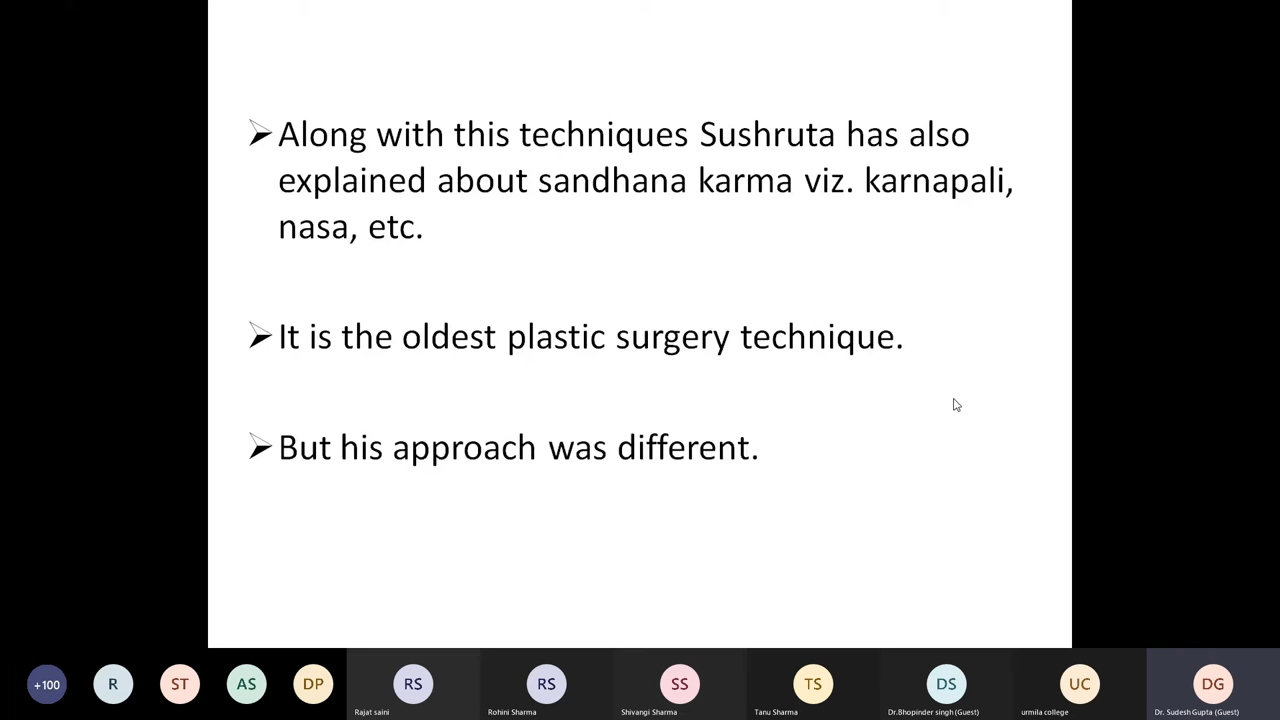 Along with this techniques Sushruta has also
explained about sandhana karma viz. karnapali,
nasa, etc.
It is the oldest plastic surgery technique.
But his approach was different.
+100
R
ST
AS
DP
RS
Rajat saini
RS
Rohini Sharma
SS
Shivangi Sharma
TS
Tanu Sharma
DS
Dr.Bhopinder singh (Guest)
UC
urmila college
DG
Dr. Sudesh Gupta (Guest)